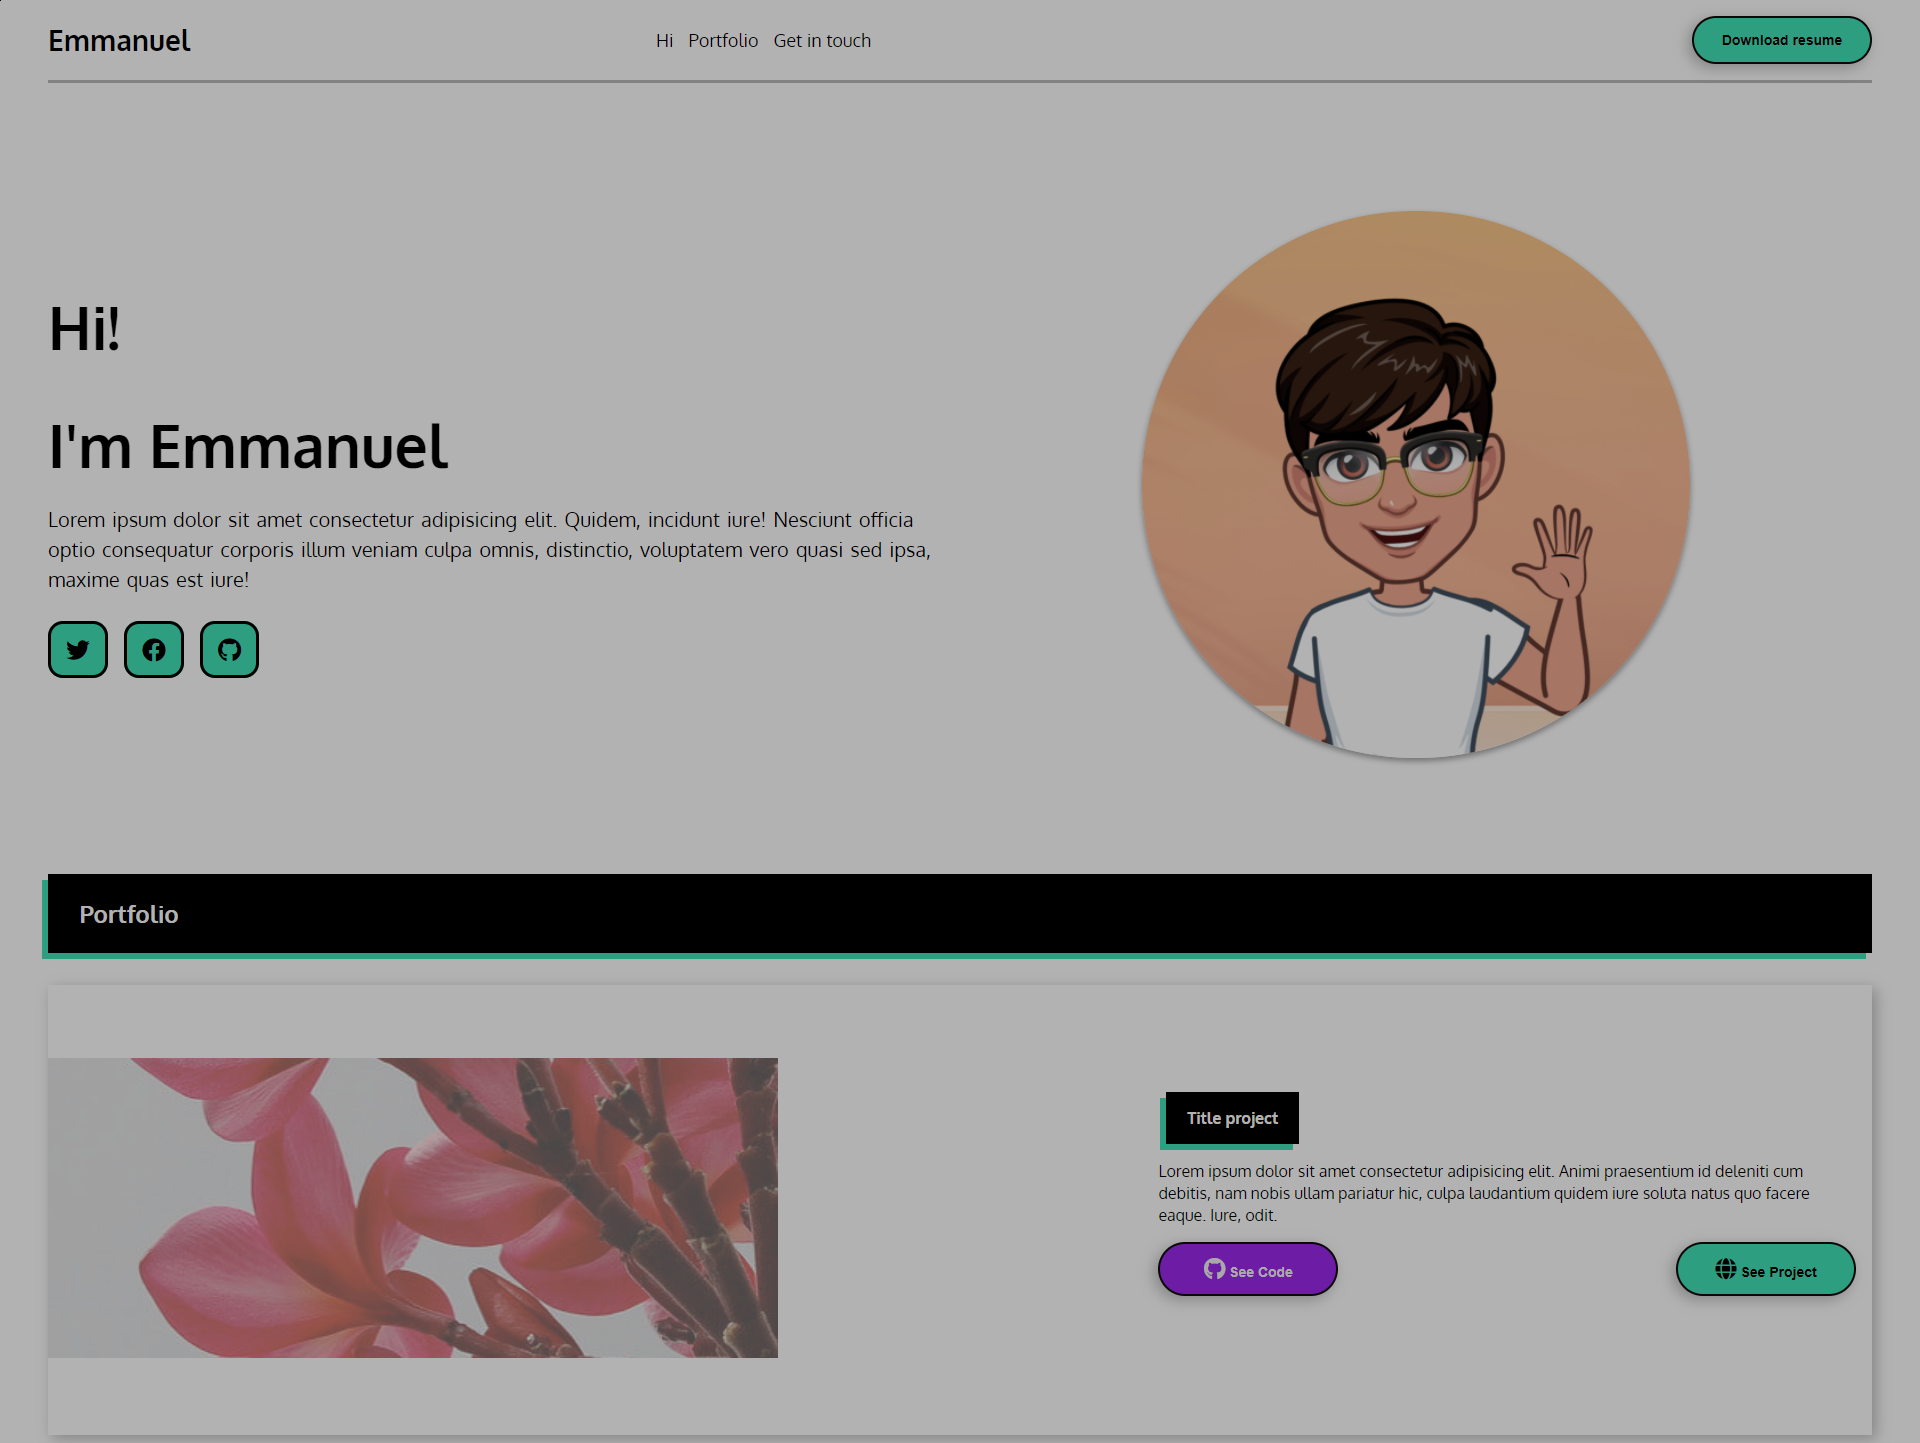 Emmanuel
Hi Portfolio Get in touch
Download resume
Hi!
I'm Emmanuel
Lorem ipsum dolor sit amet consectetur adipisicing elit. Quidem, incidunt iure! Nesciunt officia
optio consequatur corporis illum veniam culpa omnis, distinctio, voluptatem vero quasi sed ipsa,
maxime quas est iure!
Portfolio
Title project
Lorem ipsum dolor sit amet consectetur adipisicing elit. Animi praesentium id deleniti cum
debitis, nam nobis ullam pariatur hic, culpa laudantium quidem iure soluta natus quo facere
eaque. Iure, odit.
See Code
See Project